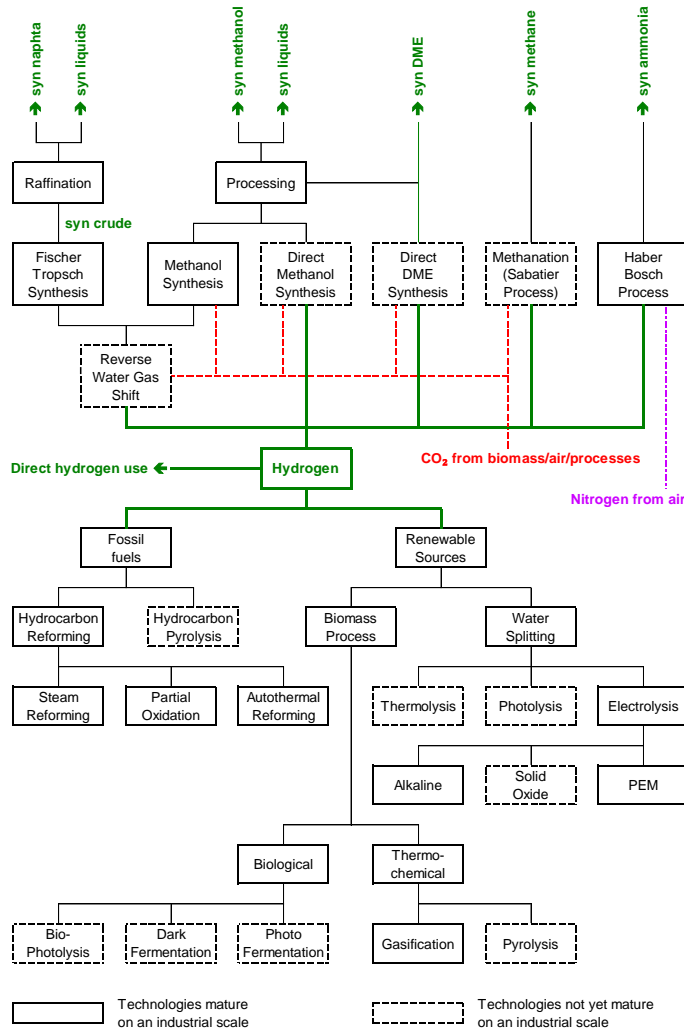 syn naphta
syn liquids
syn methanol
syn liquids
syn DME
syn methane
syn ammonia
Raffination
Processing
syn crude
Fischer
Tropsch
Synthesis
Methanol
Synthesis
Direct
Methanol
Synthesis
Direct
DME
Synthesis
Methanation
(Sabatier
Process)
Haber
Bosch
Process
Reverse
Water Gas
Shift
Direct hydrogen use
Hydrogen
CO₂ from biomass/air/processes
Nitrogen from air
Fossil
fuels
Renewable
Sources
Hydrocarbon
Reforming
Hydrocarbon
Pyrolysis
Biomass
Process
Water
Splitting
Steam
Reforming
Partial
Oxidation
Autothermal
Reforming
Thermolysis
Photolysis
Electrolysis
Alkaline
Solid
Oxide
PEM
Biological
Thermo-
chemical
Bio-
Photolysis
Dark
Fermentation
Photo
Fermentation
Gasification
Pyrolysis
Technologies mature
on an industrial scale
Technologies not yet mature
on an industrial scale